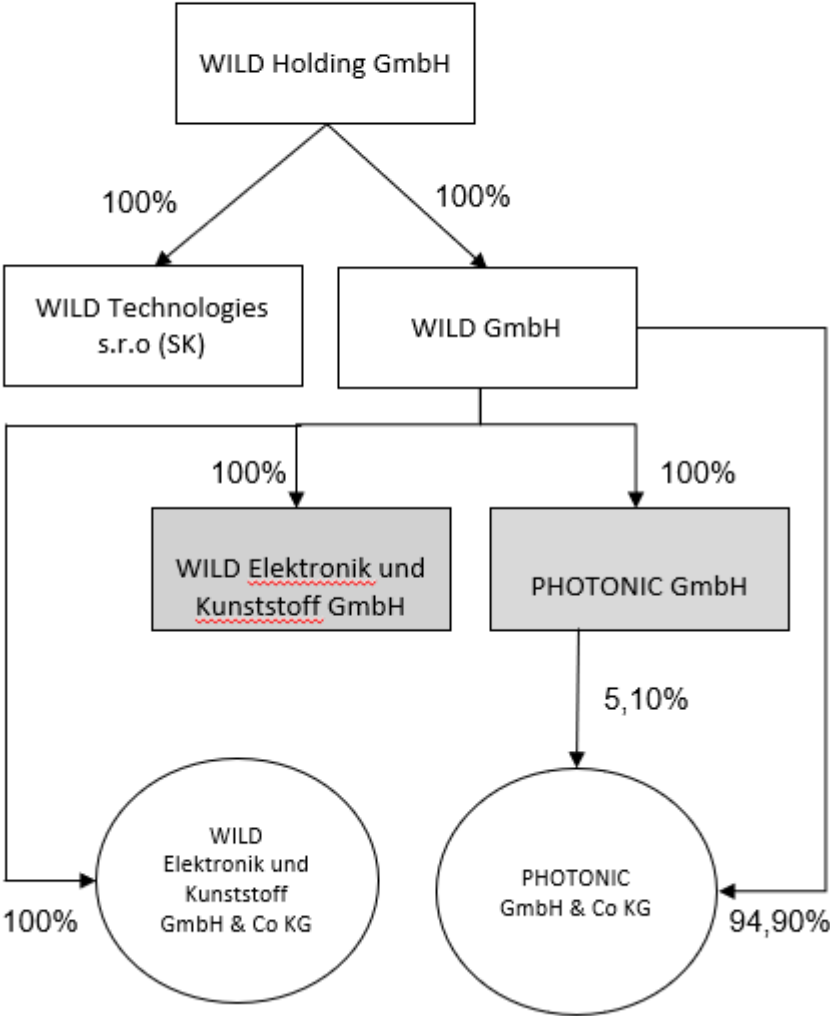 WILD Holding GmbH
100%
100%
WILD Technologies
s.r.o (SK)
WILD GmbH
100%
100%
WILD Elektronik und
Kunststoff GmbH
PHOTONIC GmbH
5,10%
WILD
Elektronik und
Kunststoff
GmbH & Co KG
PHOTONIC
GmbH & Co KG
100%
94,90%